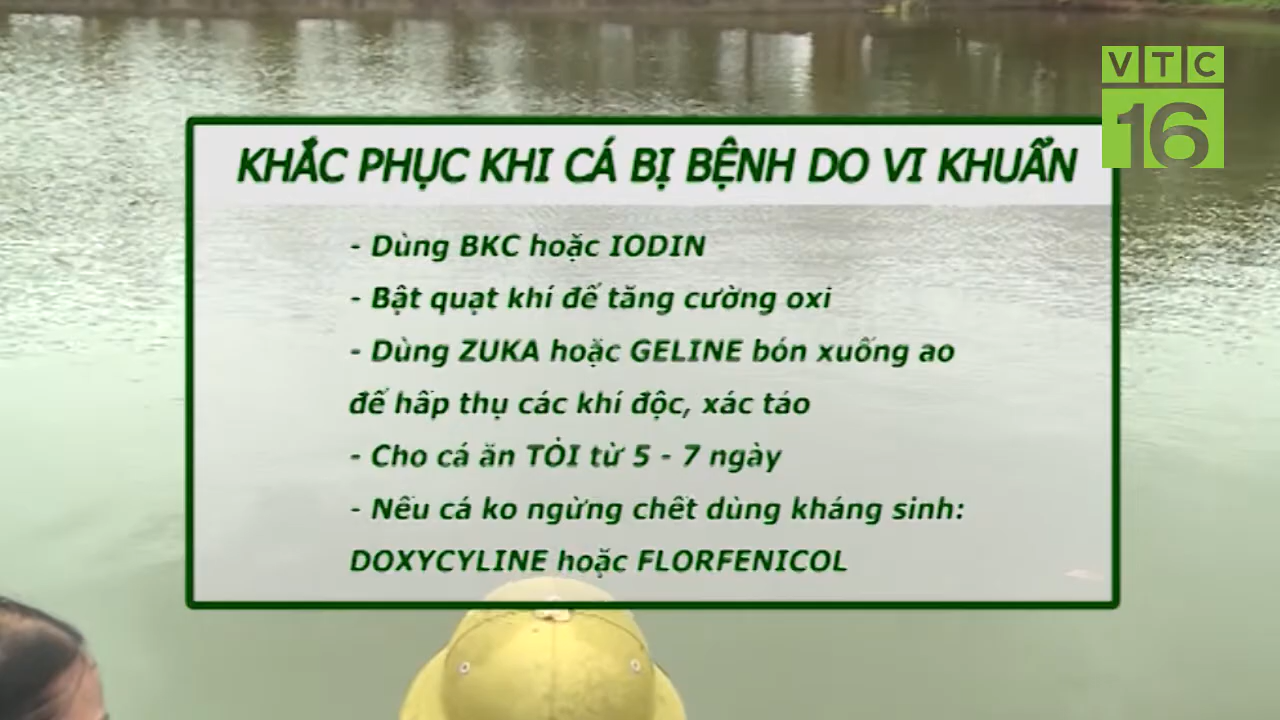 VTC
16
KHẮC PHỤC KHI CÁ BỊ BỆNH DO VI KHUẨN
- Dùng BKC hoặc IODIN
- Bật quạt khí để tăng cường oxi
- Dùng ZUKA hoặc GELINE bón xuống ao
để hấp thụ các khí độc, xác táo
- Cho cá ăn TỎI từ 5 - 7 ngày
- Nếu cá ko ngừng chết dùng kháng sinh:
DOXYCYLINE hoặc FLORFENICOL